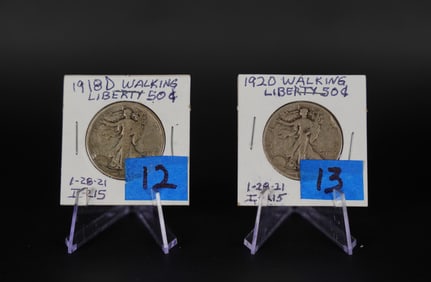 1918D WALKING
LIBERTY 50¢
12
1-28-21
1920 WALKING
LIBERTY 50¢
13
1-28-21